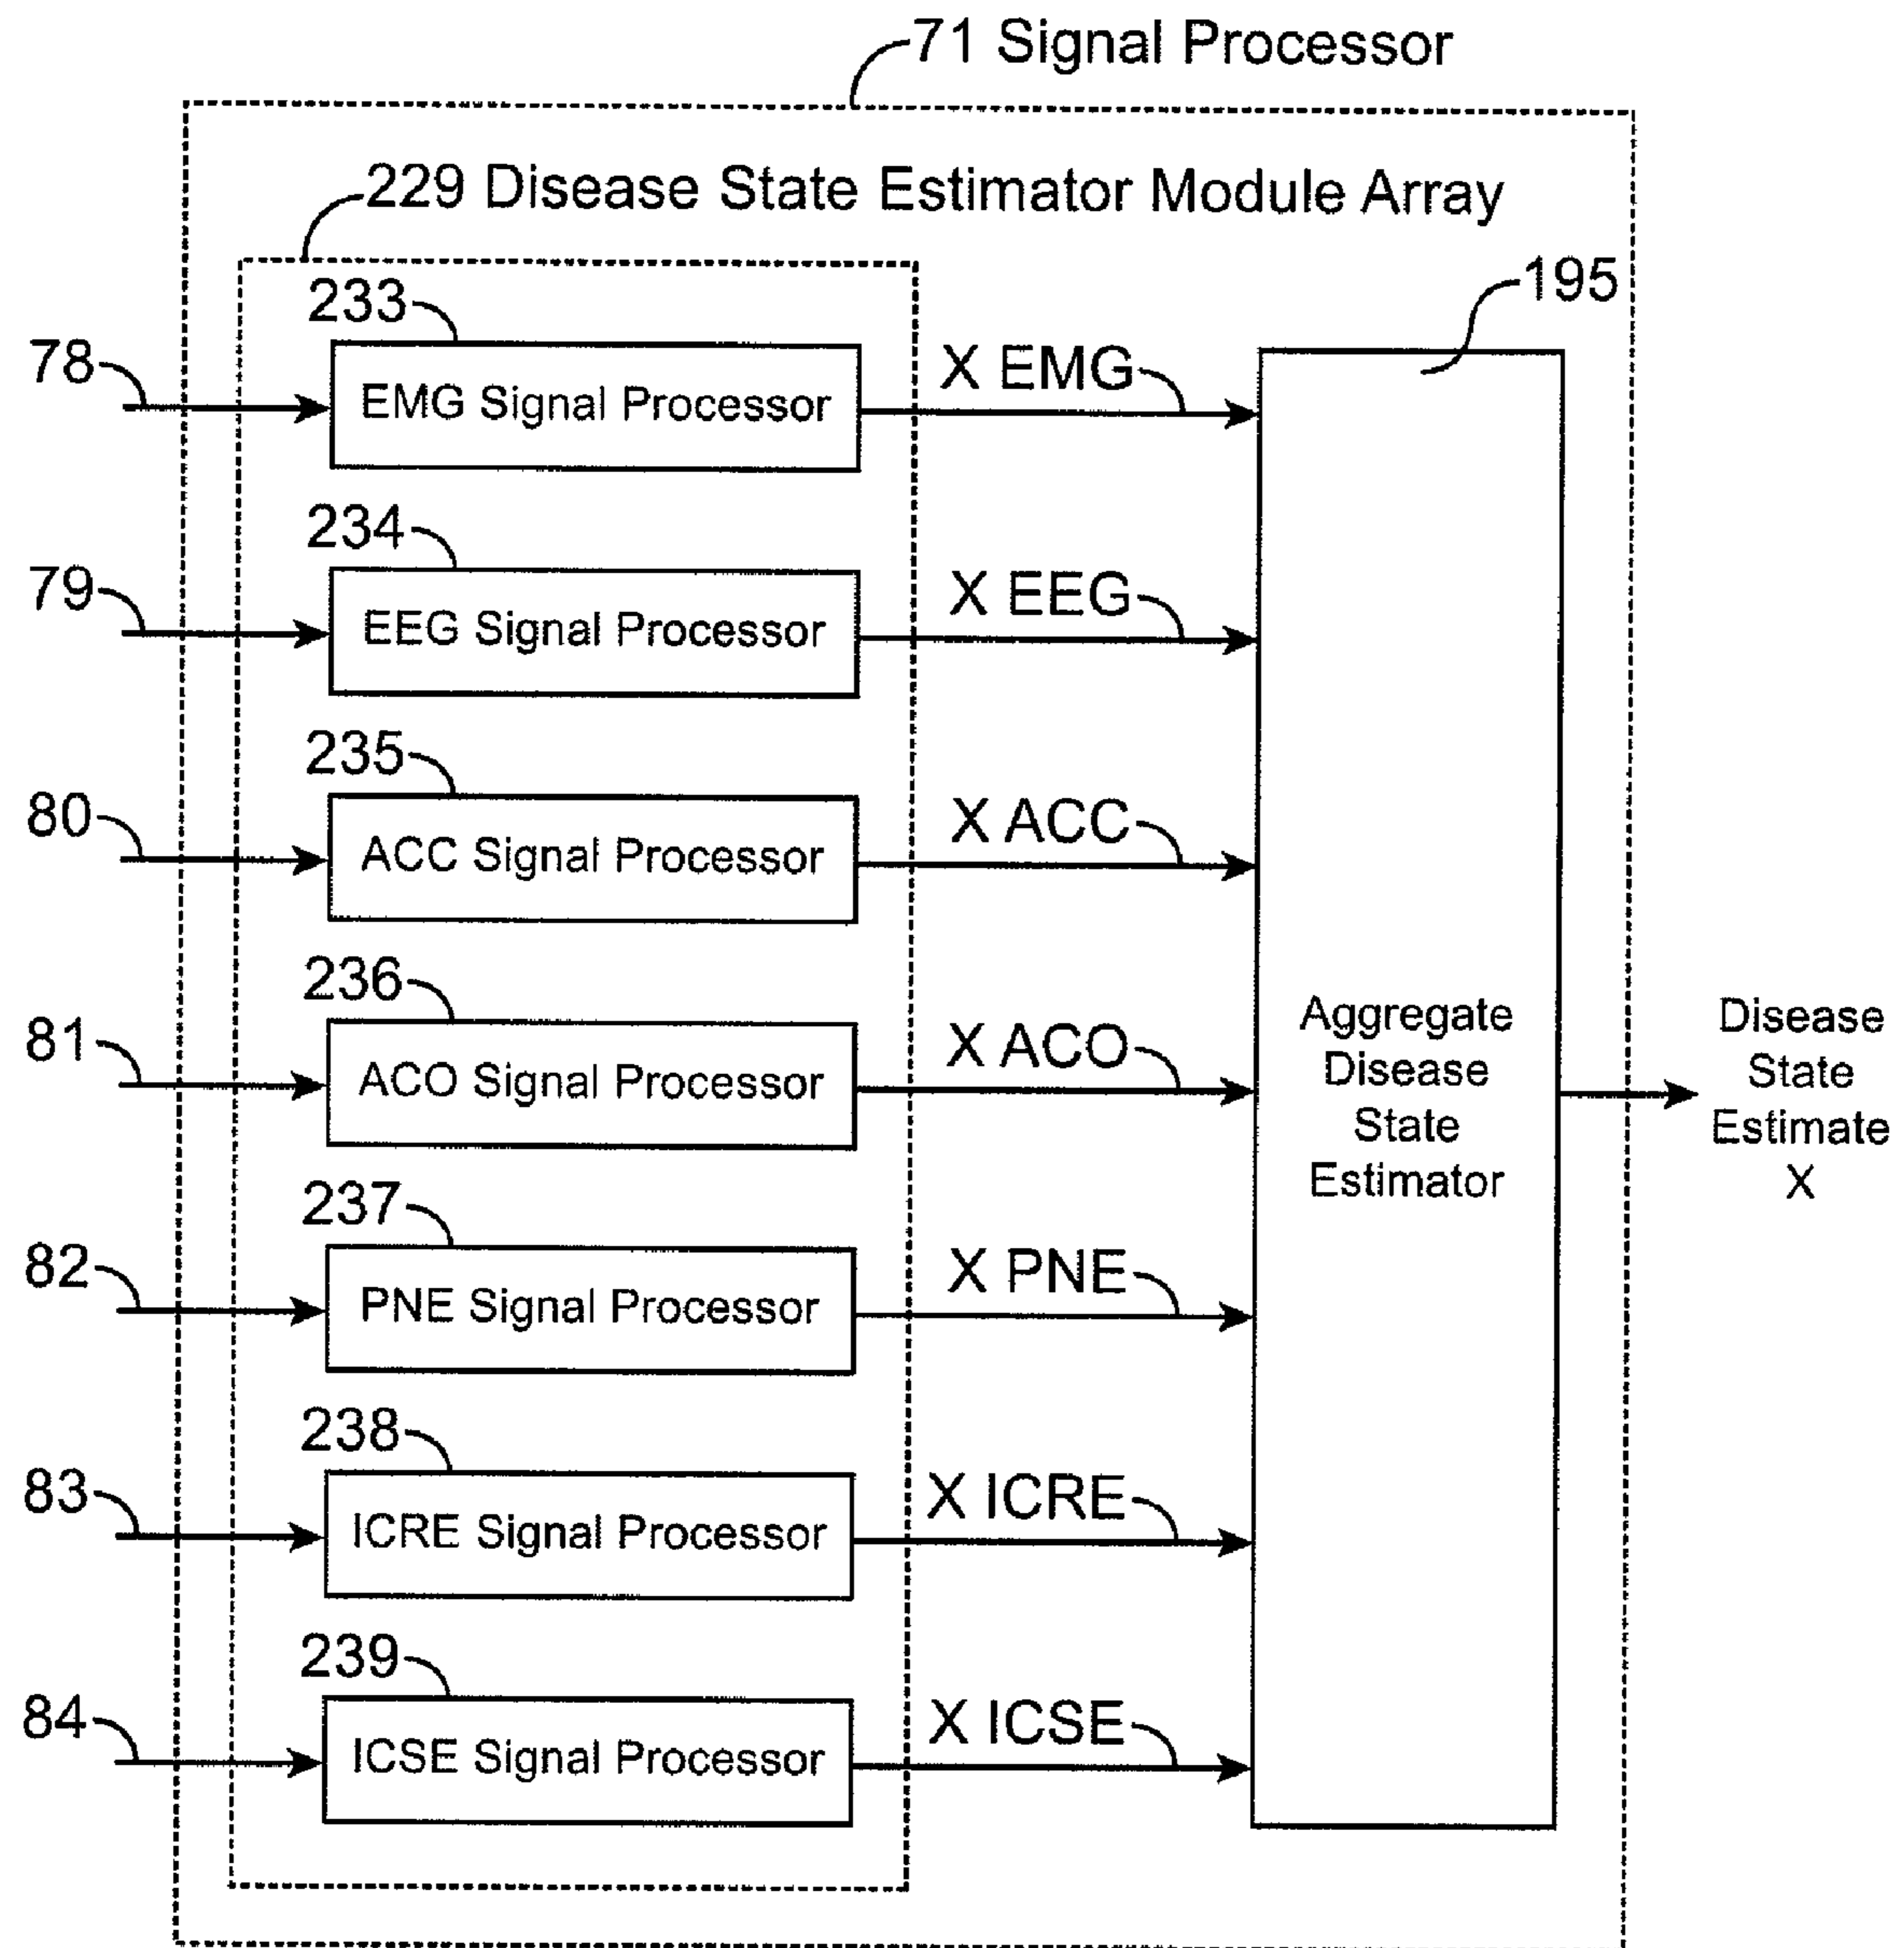 71 Signal Processor
229 Disease State Estimator Module Array
195
233
78
EMG Signal Processor
X EMG
234
79
EEG Signal Processor
X EEG
235
80
ACC Signal Processor
X ACC
236
81
ACO Signal Processor
X ACO
237
82
PNE Signal Processor
X PNE
238
83
ICRE Signal Processor
X ICRE
239
84
ICSE Signal Processor
X ICSE
Aggregate
Disease
State
Estimator
Disease
State
Estimate
X